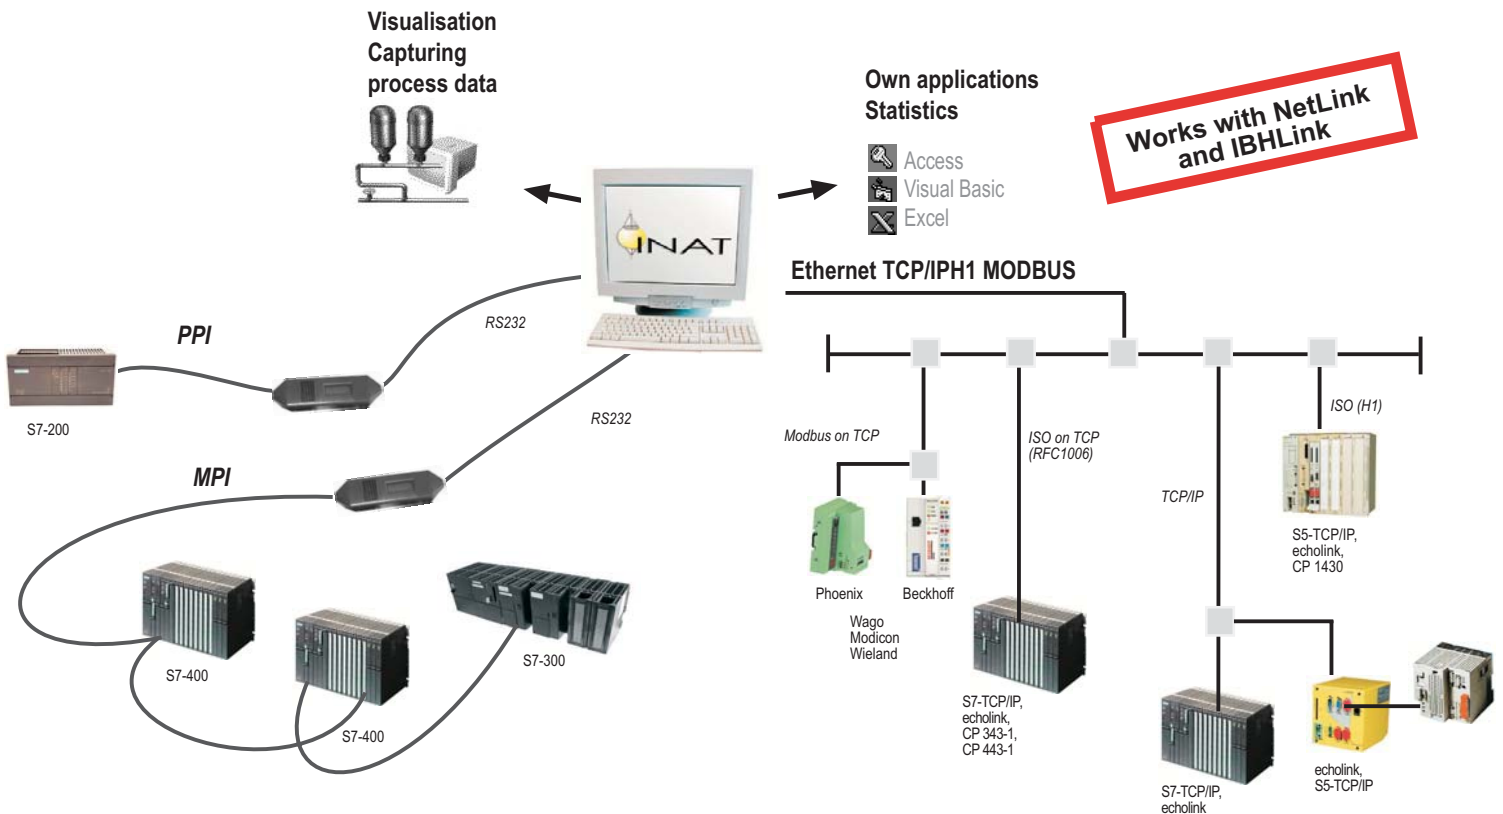 Visualisation
Capturing
process data
Own applications
Statistics
Access
Visual Basic
Excel
Works with NetLink
and IBHLink
INAT
Ethernet TCP/IPH1 MODBUS
PPI
RS232
S7-200
RS232
MPI
S7-400
S7-400
S7-300
Modbus on TCP
ISO on TCP
(RFC1006)
TCP/IP
ISO (H1)
S5-TCP/IP,
echolink,
CP 1430
Phoenix
Beckhoff
Wago
Modicon
Wieland
S7-TCP/IP,
echolink,
CP 343-1,
CP 443-1
S7-TCP/IP,
echolink
echolink,
S5-TCP/IP